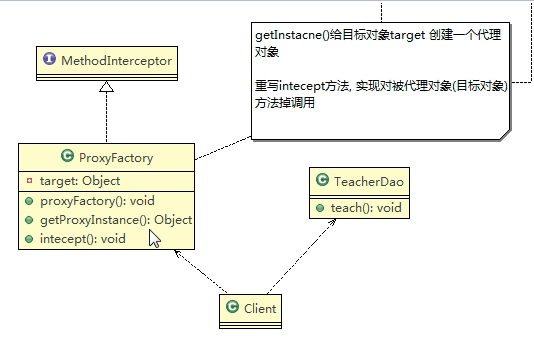 getInstacne()给目标对象target 创建一个代理
对象
重写intecept方法, 实现对被代理对象(目标对象)
方法掉调用
I MethodInterceptor
C ProxyFactory
target: Object
proxyFactory(): void
getProxyInstance(): Object
intecept(): void
C TeacherDao
teach(): void
C Client